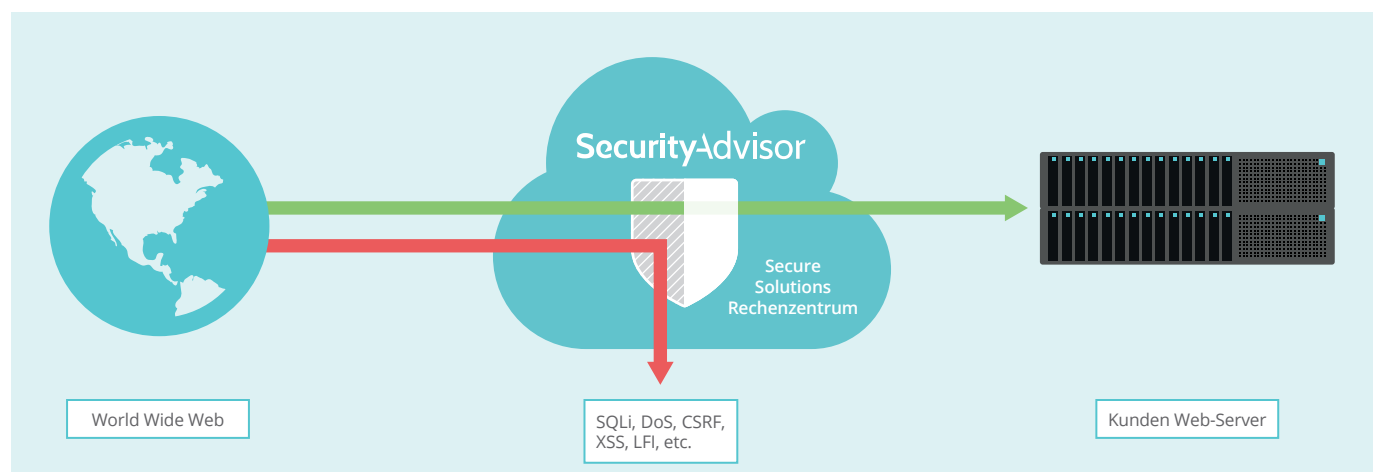 SecurityAdvisor
Secure
Solutions
Rechenzentrum
World Wide Web
SQLi, DoS, CSRF,
XSS, LFI, etc.
Kunden Web-Server